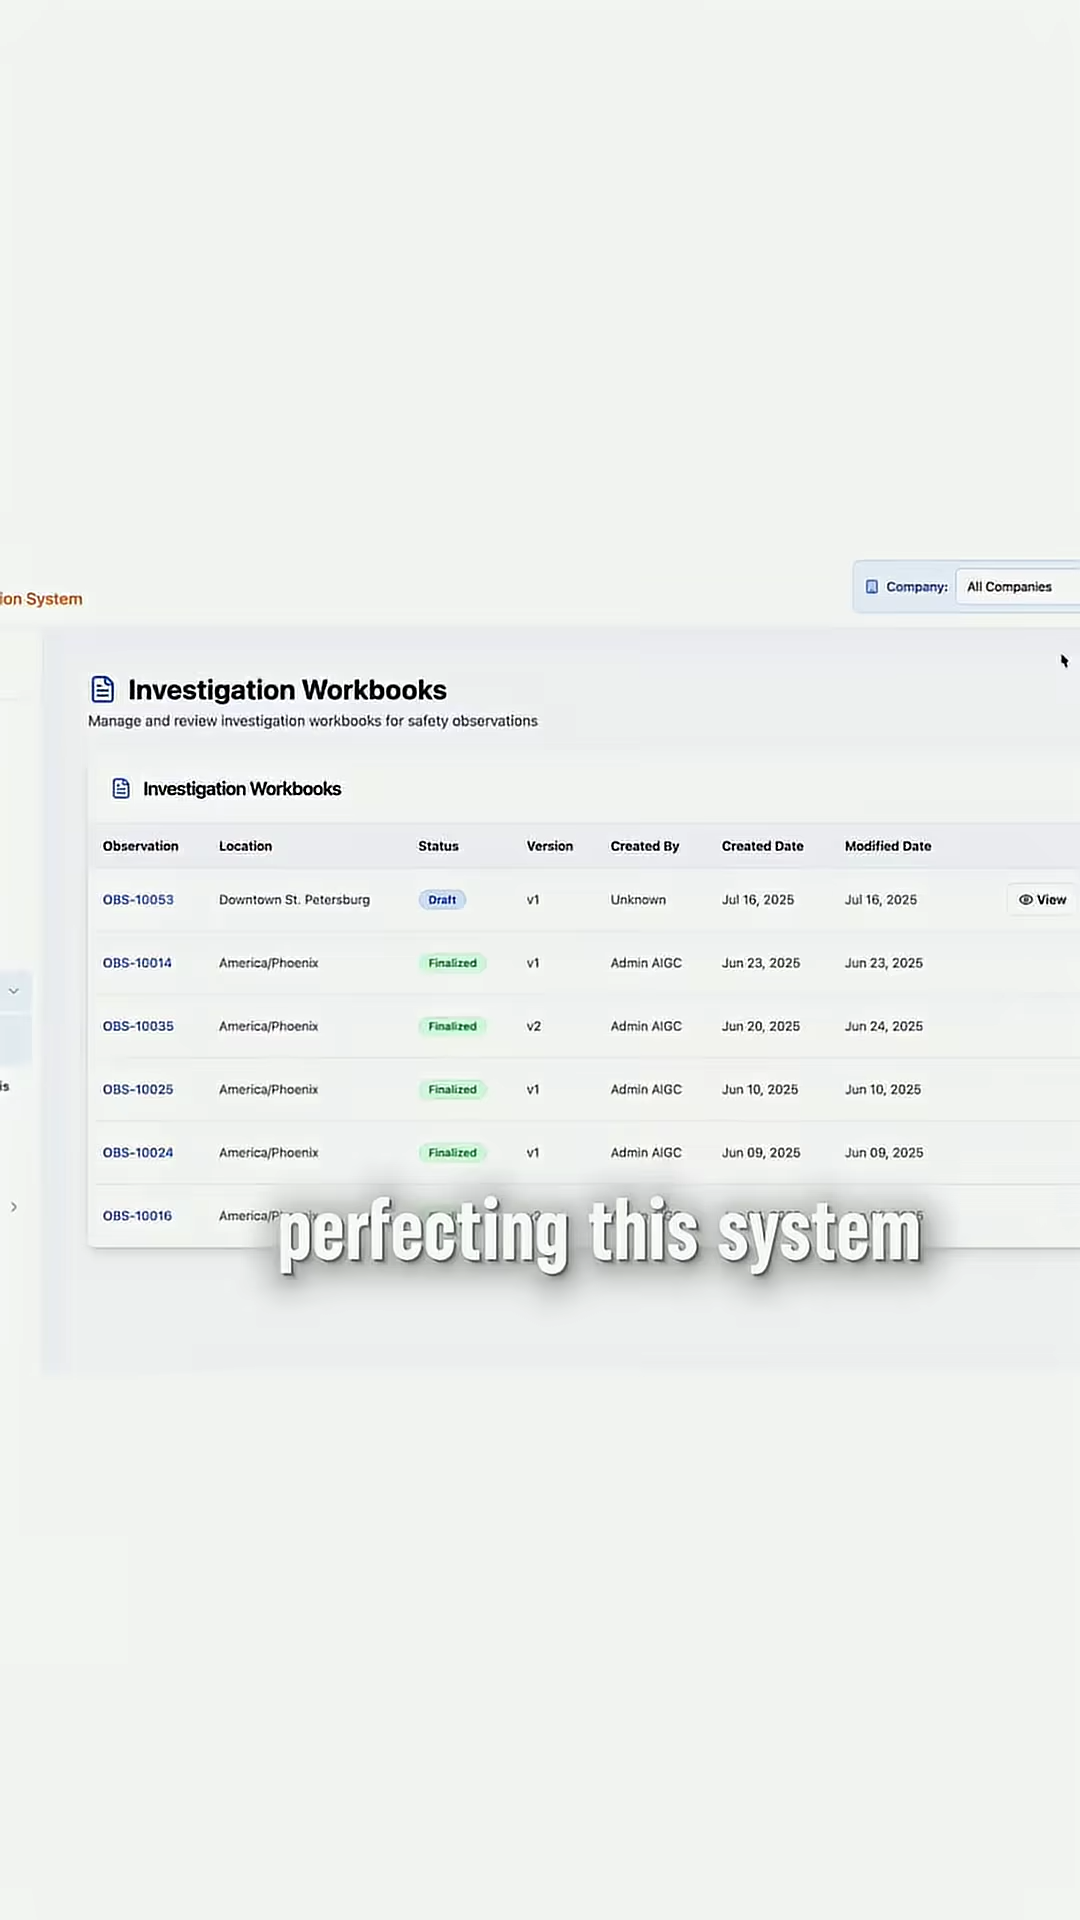 ion System
Company: All Companies
Investigation Workbooks
Manage and review investigation workbooks for safety observations
Investigation Workbooks
Observation Location Status Version Created By Created Date Modified Date
OBS-10053 Downtown St. Petersburg Draft v1 Unknown Jul 16, 2025 Jul 16, 2025 View
OBS-10014 America/Phoenix Finalized v1 Admin AIGC Jun 23, 2025 Jun 23, 2025
OBS-10035 America/Phoenix Finalized v2 Admin AIGC Jun 20, 2025 Jun 24, 2025
OBS-10025 America/Phoenix Finalized v1 Admin AIGC Jun 10, 2025 Jun 10, 2025
is
OBS-10024 America/Phoenix Finalized v1 Admin AIGC Jun 09, 2025 Jun 09, 2025
OBS-10016
perfecting this system